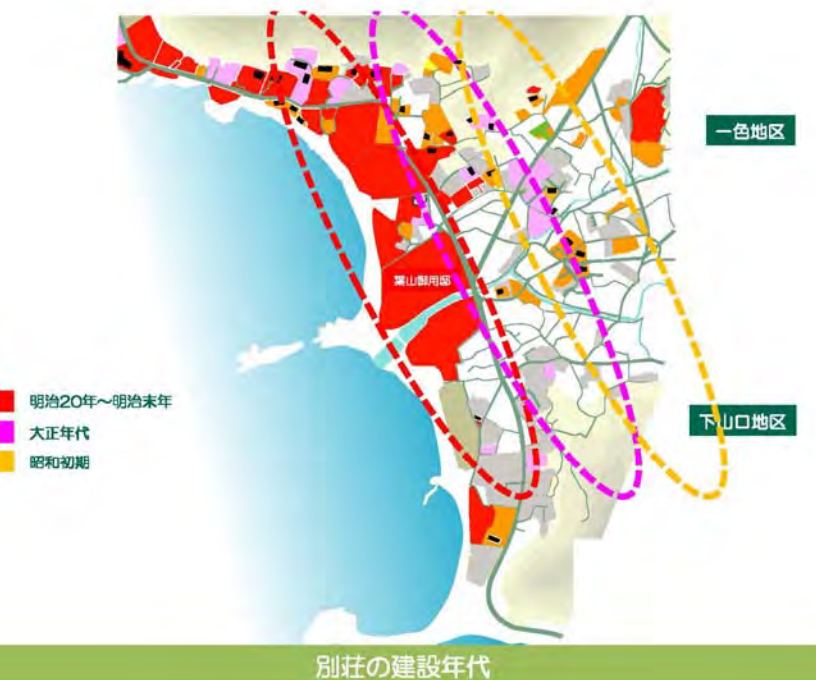 一色地区
葉山御用邸
明治20年～明治末年
大正年代
昭和初期
下山口地区
別荘の建設年代